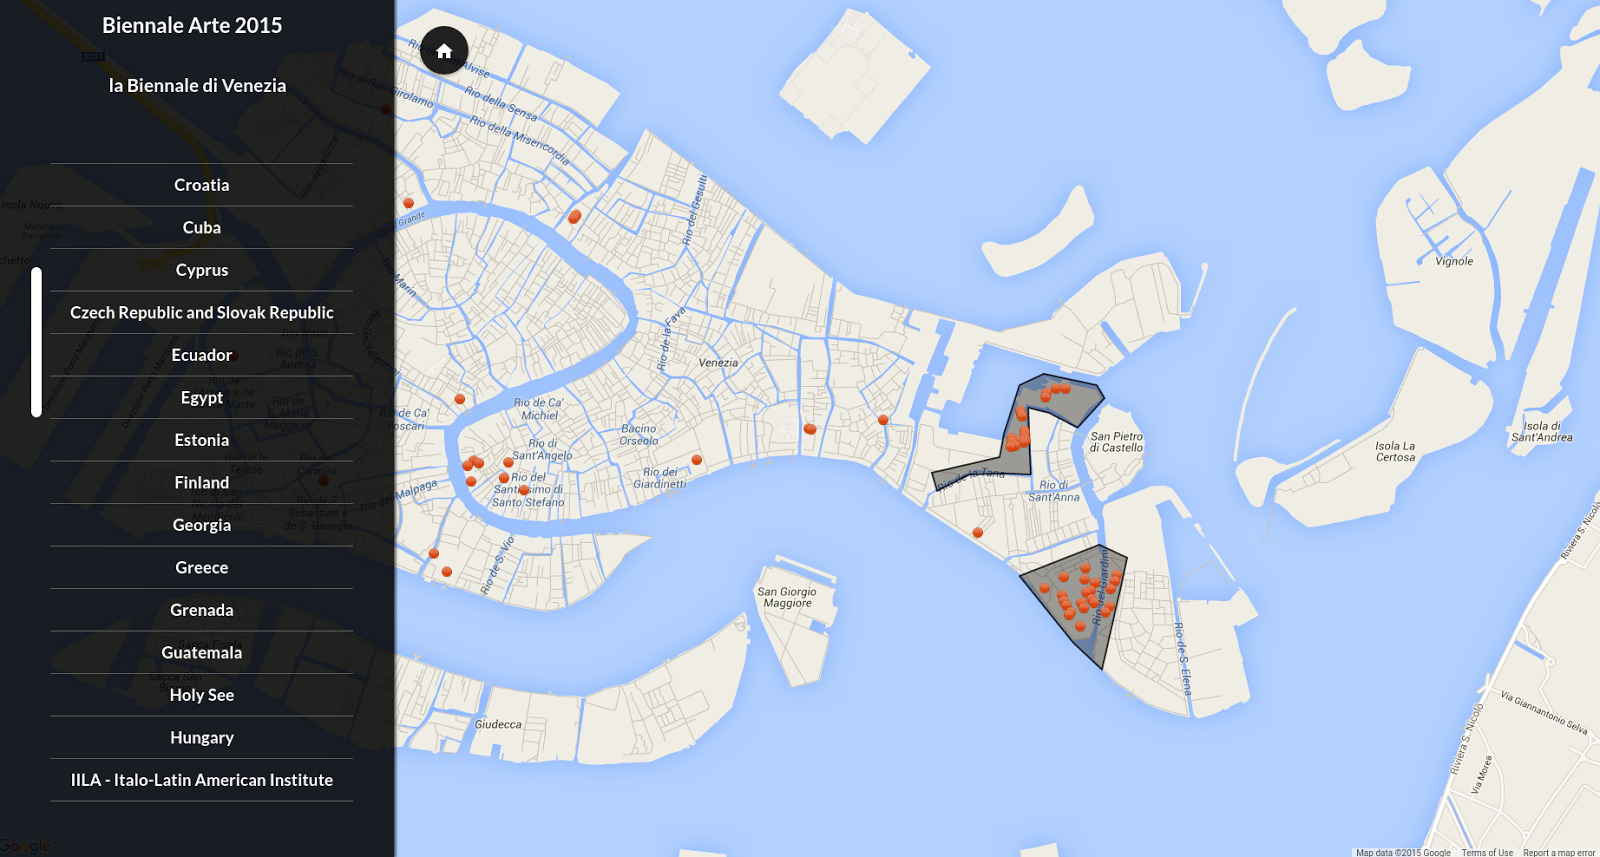 Biennale Arte 2015
la Biennale di Venezia
Croatia
Cuba
Cyprus
Czech Republic and Slovak Republic
Ecuador
Egypt
Estonia
Finland
Georgia
Greece
Grenada
Guatemala
Holy See
Hungary
IILA - Italo-Latin American Institute
Google
Rio della Sensa
Rio della Misericordia
Rio dei Gesuiti
Rio Marin
Rio de la Fava
Venezia
Rio de Ca'
Foscari
Rio de Ca'
Michiel
Bacino
Orseolo
Rio di
Sant'Angelo
Rio del
Santissimo di
Santo Stefano
Rio dei
Giardinetti
Rio de S. Vio
Rio Malpaga
San Giorgio
Maggiore
Giudecca
Sacca Fisola
Rio de la Tana
Rio di
Sant'Anna
San Pietro
di Castello
Rio dei Giardini
Rio de S. Elena
Vignole
Isola La
Certosa
Isola di
Sant'Andrea
Riviera S. Nicolò
Riviera S. Nicolò
Via Giannantonio Selva
Via Morea
Map data ©2015 Google
Terms of Use
Report a map error